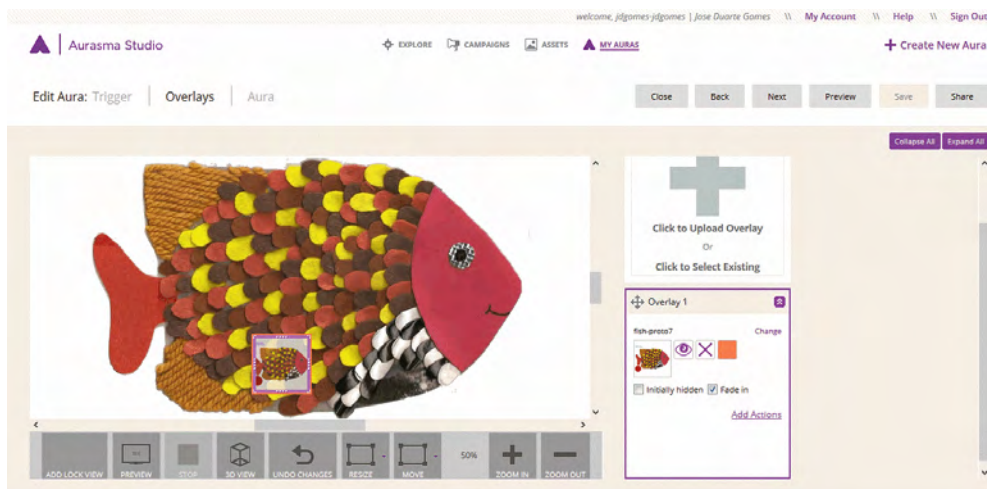 welcome, jdgomes-jdgomes | Jose Duarte Gomes \\ My Account \\ Help \\ Sign Out
Aurasma Studio
EXPLORE CAMPAIGNS ASSETS MY AURAS
+ Create New Aura
Edit Aura: Trigger | Overlays | Aura
Close Back Next Preview Save Share
Collapse All Expand All
Click to Upload Overlay
Or
Click to Select Existing
Overlay 1
fish-proto7 Change
Initially hidden Fade in
Add Actions
ADD LOCK VIEW PREVIEW STOP 3D VIEW UNDO CHANGES RESIZE MOVE 50% ZOOM IN ZOOM OUT